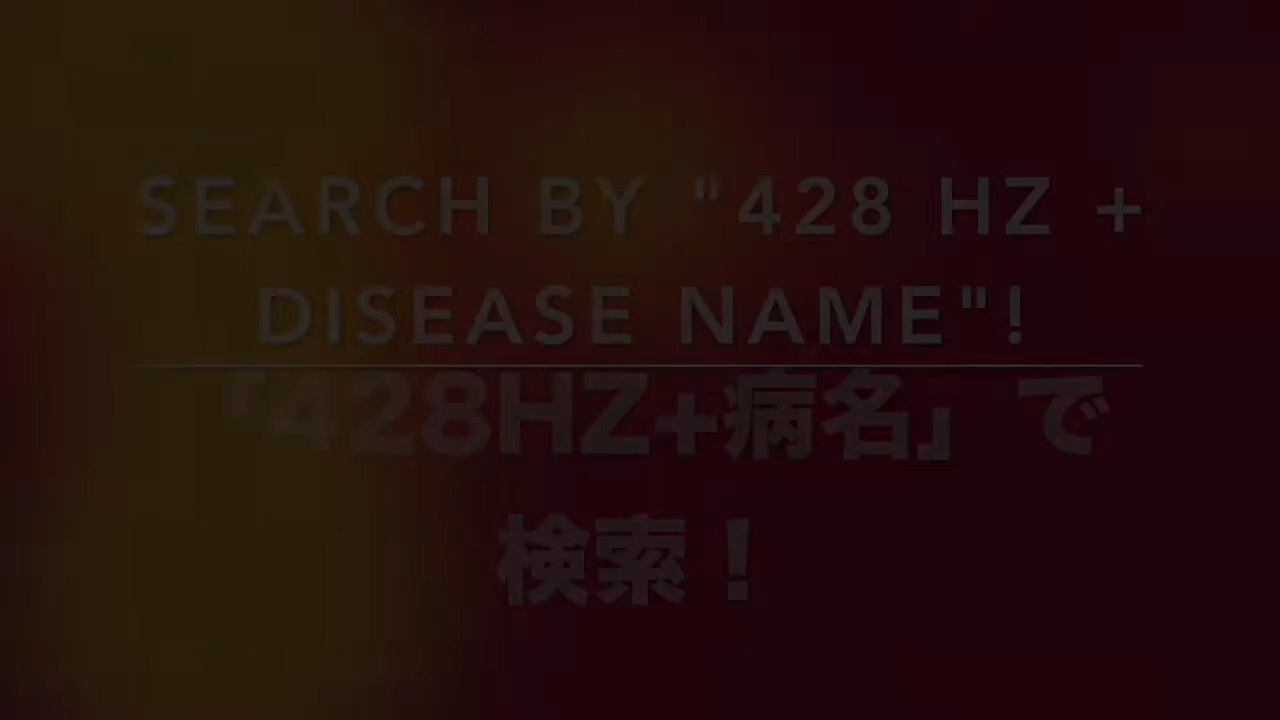 SEARCH BY "428 HZ +
DISEASE NAME"!
「428HZ+病名」で
検索！